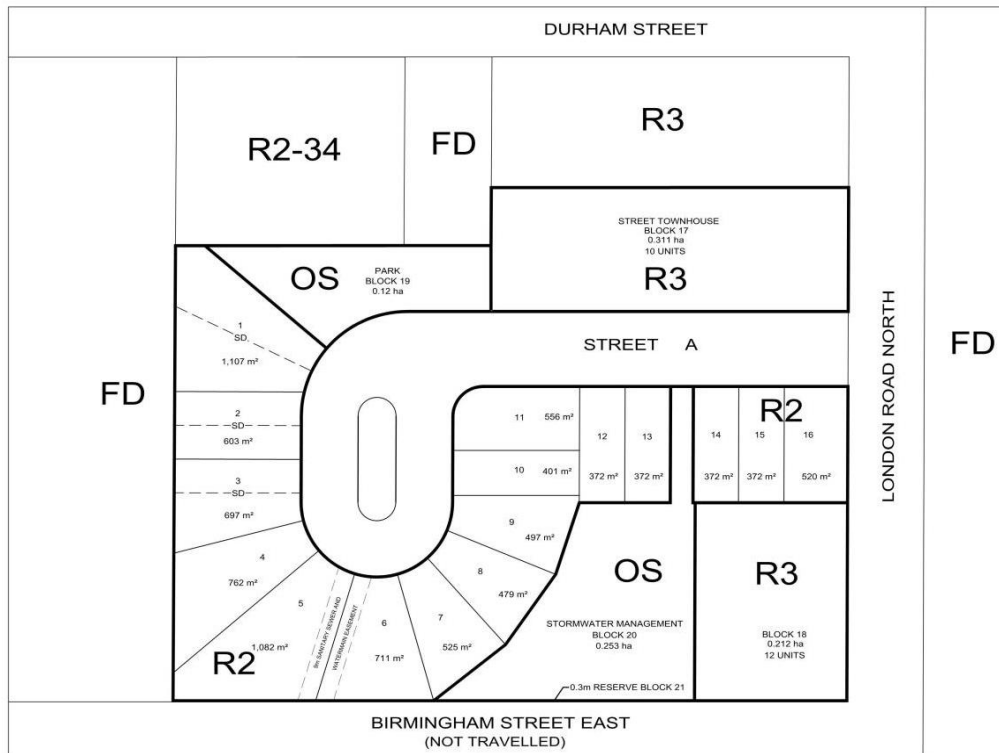 DURHAM STREET
R2-34
FD
R3
STREET TOWNHOUSE
BLOCK 17
0.311 ha
10 UNITS
R3
OS
PARK
BLOCK 19
0.12 ha
STREET A
LONDON ROAD NORTH
FD
FD
1
SD
1,107 m²
2
SD
603 m²
3
SD
697 m²
4
762 m²
5
1,082 m²
R2
6m SANITARY SEWER AND
WATERMAIN EASEMENT
6
711 m²
7
525 m²
8
479 m²
9
497 m²
10 401 m²
11 556 m²
12
372 m²
13
372 m²
R2
14
372 m²
15
372 m²
16
520 m²
OS
STORMWATER MANAGEMENT
BLOCK 20
0.253 ha
R3
BLOCK 18
0.212 ha
12 UNITS
0.3m RESERVE BLOCK 21
BIRMINGHAM STREET EAST
(NOT TRAVELLED)